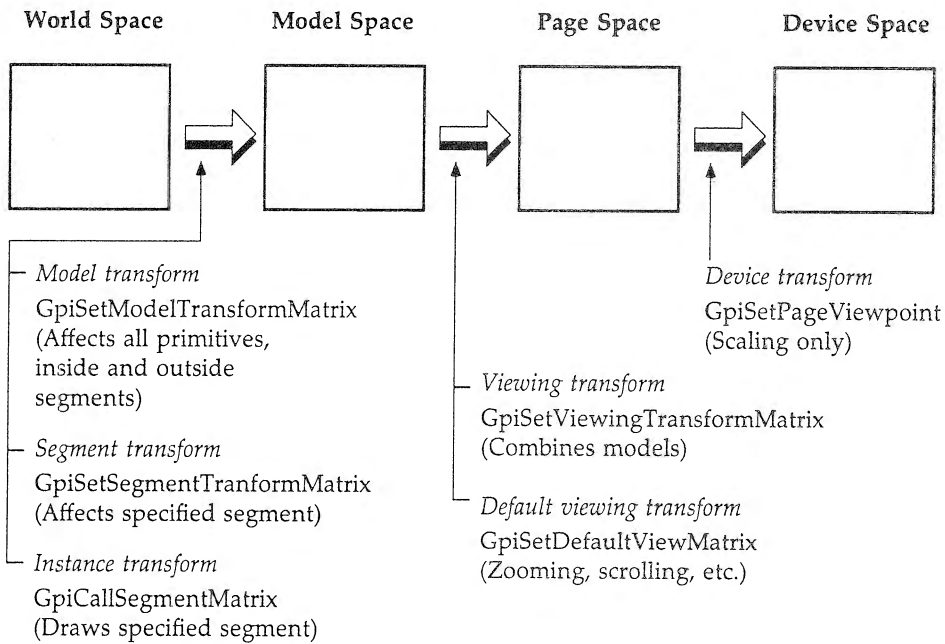 World Space
Model Space
Page Space
Device Space
Model transform
GpiSetModelTransformMatrix
(Affects all primitives,
inside and outside
segments)
Segment transform
GpiSetSegmentTranformMatrix
(Affects specified segment)
Instance transform
GpiCallSegmentMatrix
(Draws specified segment)
Viewing transform
GpiSetViewingTransformMatrix
(Combines models)
Default viewing transform
GpiSetDefaultViewMatrix
(Zooming, scrolling, etc.)
Device transform
GpiSetPageViewpoint
(Scaling only)